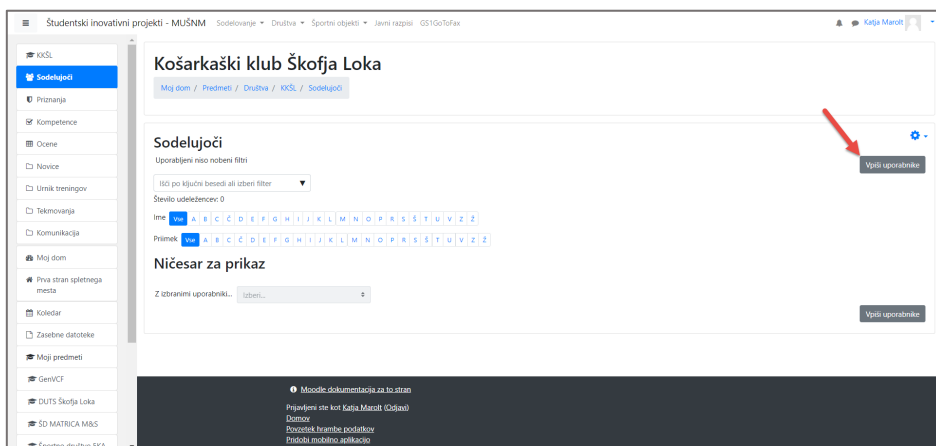 Študentski inovativni projekti - MUŠNM Sodelovanje Društva Športni objekti Javni razpisi GS1GoToFax Katja Marolt
KKŠL
Sodelujoči
Priznanja
Kompetence
Ocene
Novice
Urnik treningov
Tekmovanja
Komunikacija
Moj dom
Prva stran spletnega
mesta
Koledar
Zasebne datoteke
Moji predmeti
GenVCF
DUTS Škofja Loka
ŠD MATRICA M&S
Športno društvo SKA
Košarkaški klub Škofja Loka
Moj dom / Predmeti / Društva / KKŠL / Sodelujoči
Sodelujoči
Uporabljeni niso nobeni filtri
Vpiši uporabnike
Išči po ključni besedi ali izberi filter ▼
Število udeležencev: 0
Ime Vse A B C Č D E F G H I J K L M N O P R S Š T U V Z Ž
Priimek Vse A B C Č D E F G H I J K L M N O P R S Š T U V Z Ž
Ničesar za prikaz
Z izbranimi uporabniki... Izberi...
Vpiši uporabnike
Moodle dokumentacija za to stran
Prijavljeni ste kot Katja Marolt (Odjavi)
Domov
Povzetek hrambe podatkov
Pridobi mobilno aplikacijo